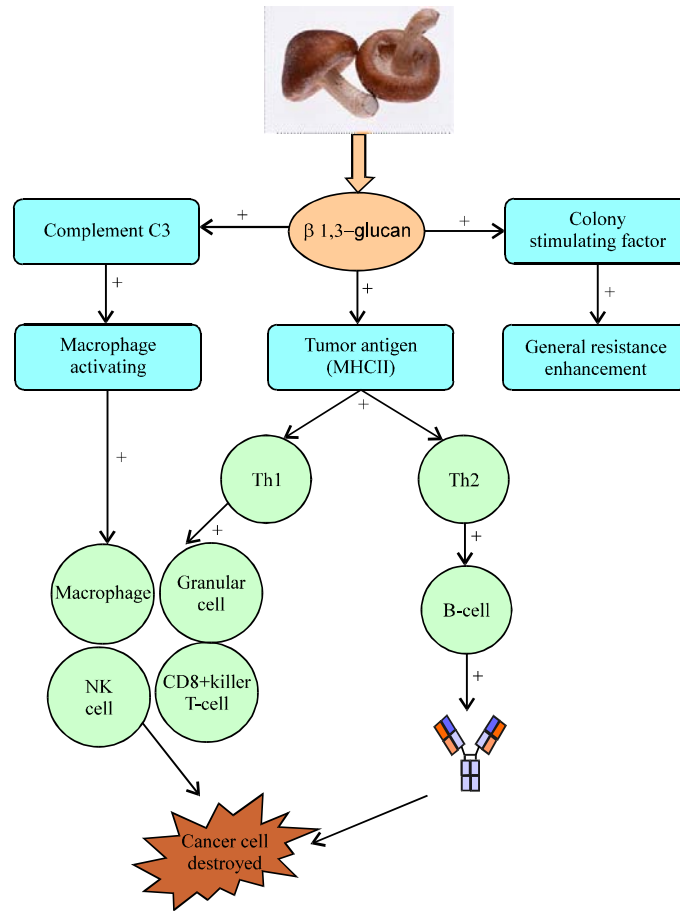 β 1,3–glucan
+
+
+
Complement C3
Colony
stimulating factor
+
+
Macrophage
activating
Tumor antigen
(MHCII)
General resistance
enhancement
+
+
Th1
Th2
+
+
Macrophage
Granular
cell
B-cell
NK
cell
CD8+killer
T-cell
+
Cancer cell
destroyed